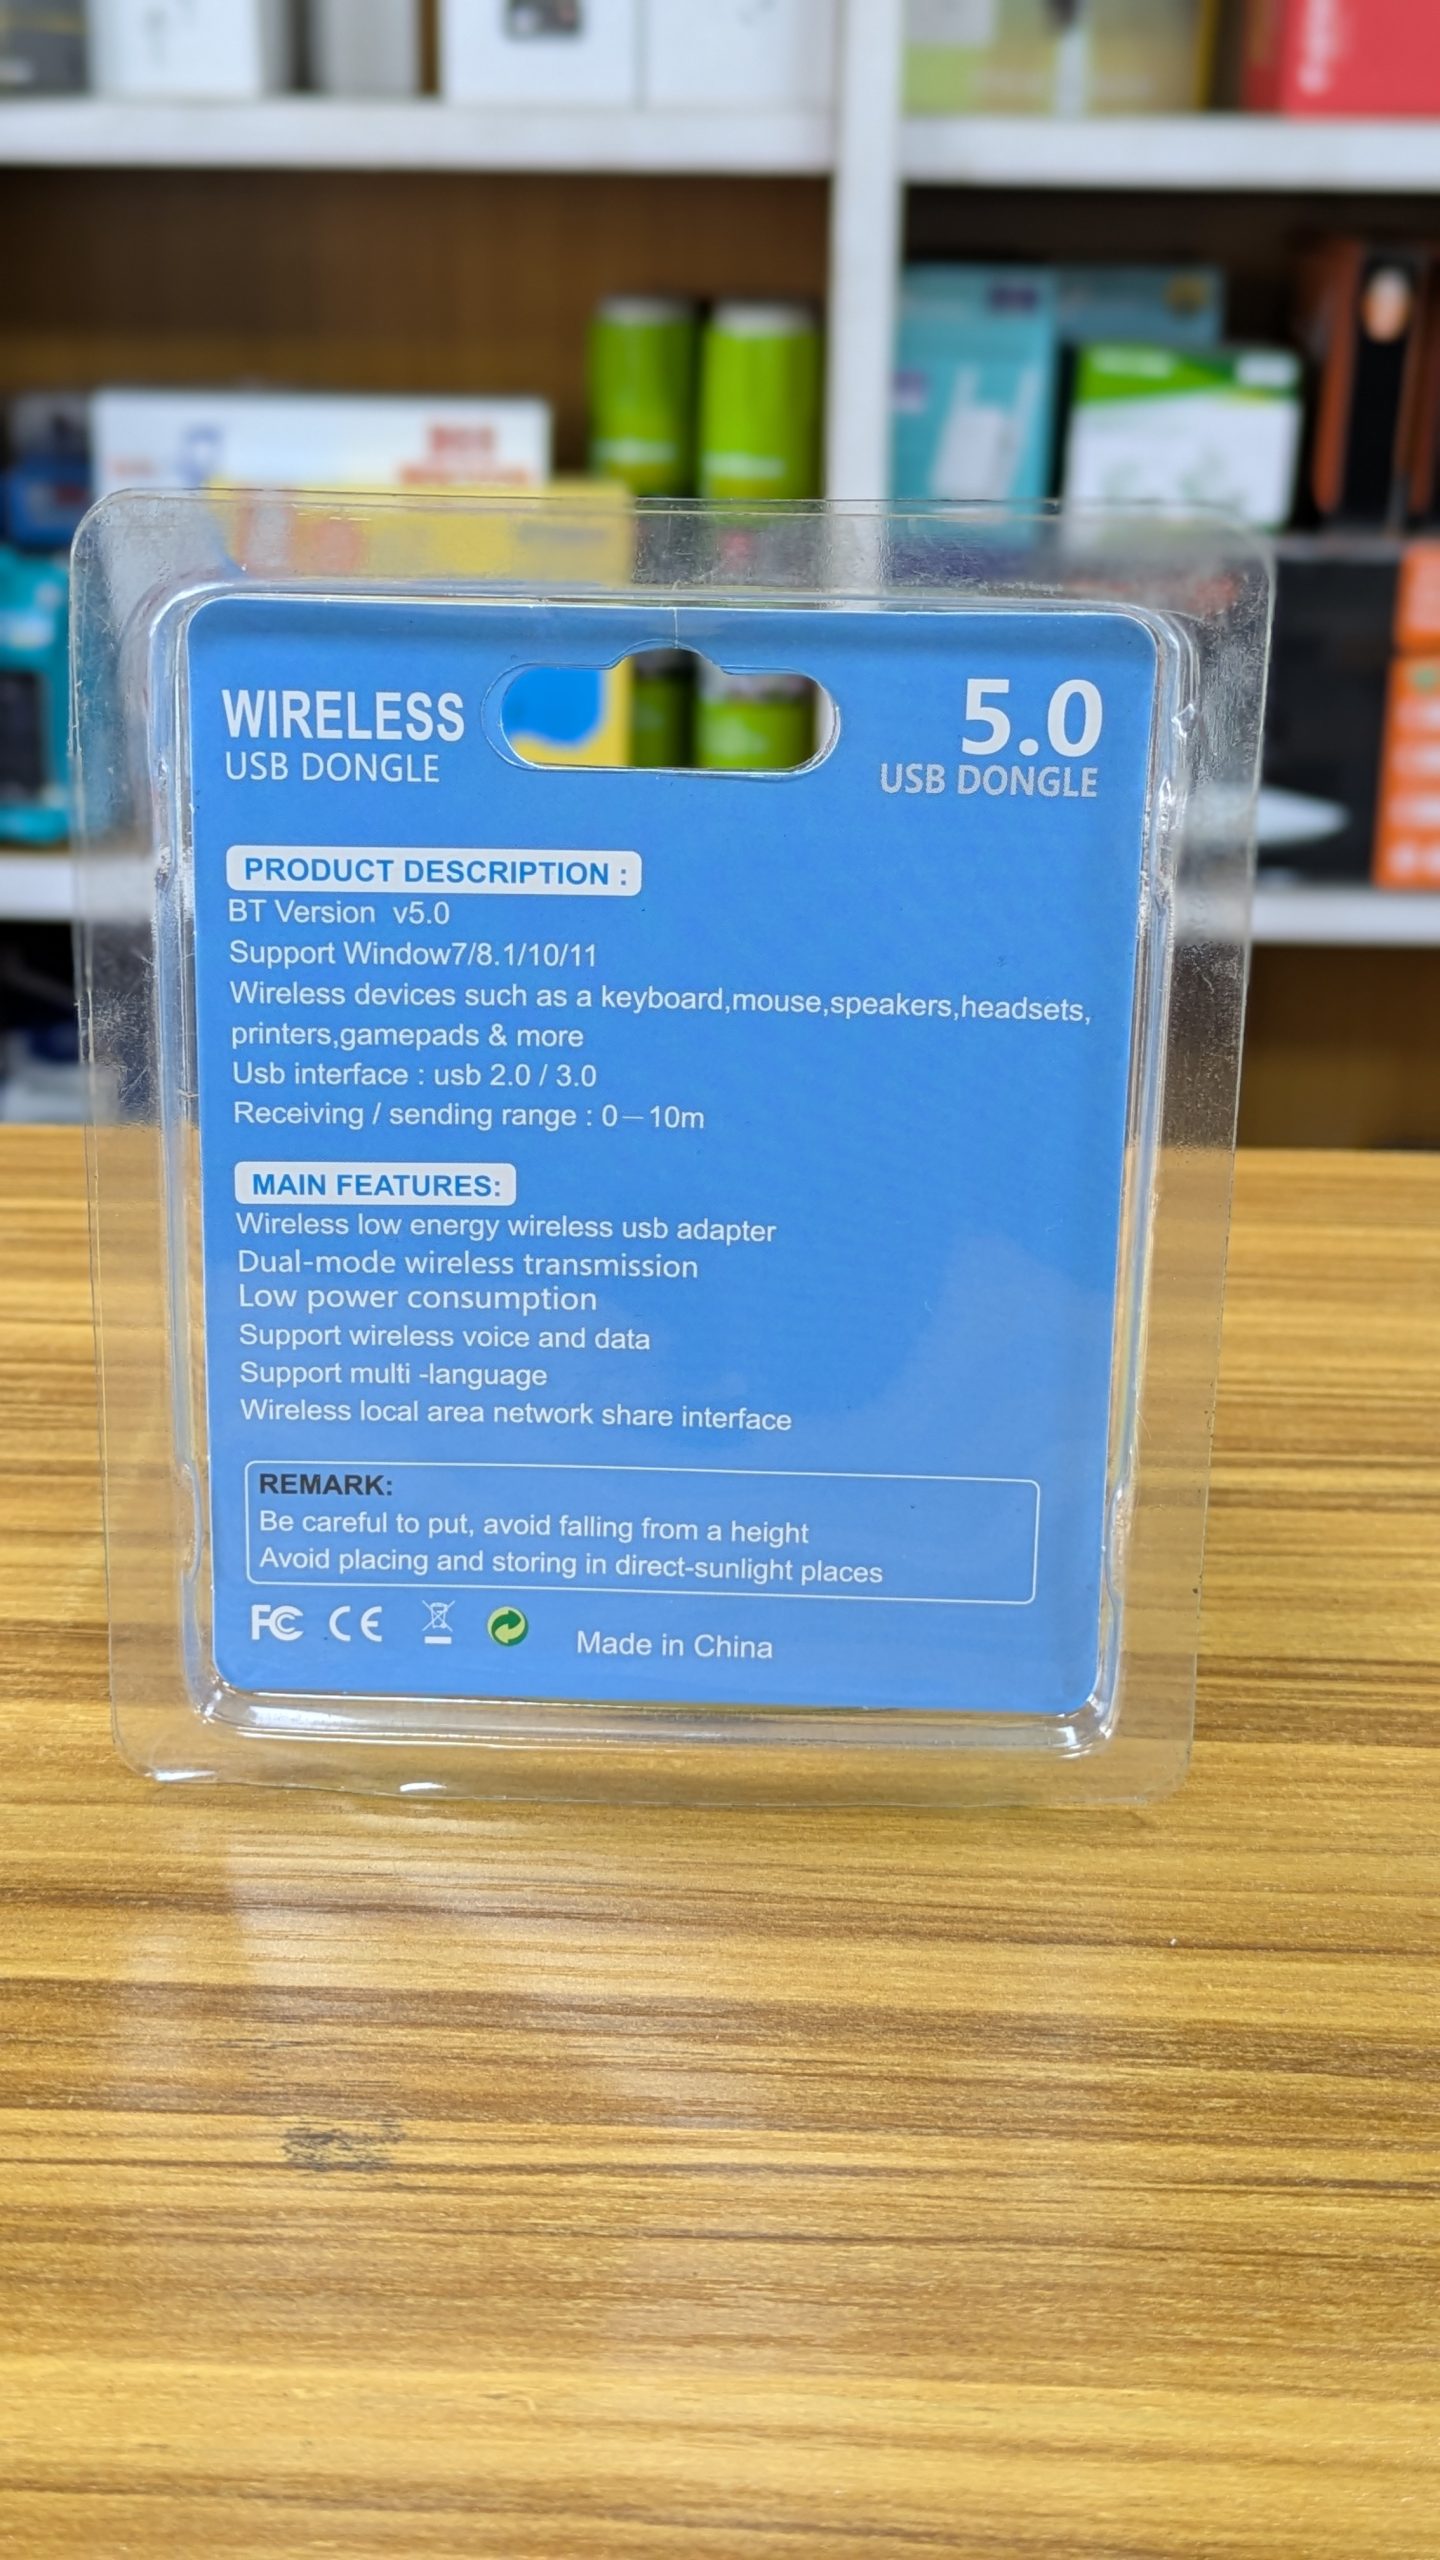 WIRELESS
USB DONGLE
5.0
USB DONGLE
PRODUCT DESCRIPTION :
BT Version v5.0
Support Window7/8.1/10/11
Wireless devices such as a keyboard,mouse,speakers,headsets,
printers,gamepads & more
Usb interface : usb 2.0 / 3.0
Receiving / sending range : 0—10m
MAIN FEATURES:
Wireless low energy wireless usb adapter
Dual-mode wireless transmission
Low power consumption
Support wireless voice and data
Support multi -language
Wireless local area network share interface
REMARK:
Be careful to put, avoid falling from a height
Avoid placing and storing in direct-sunlight places
FC CE
Made in China